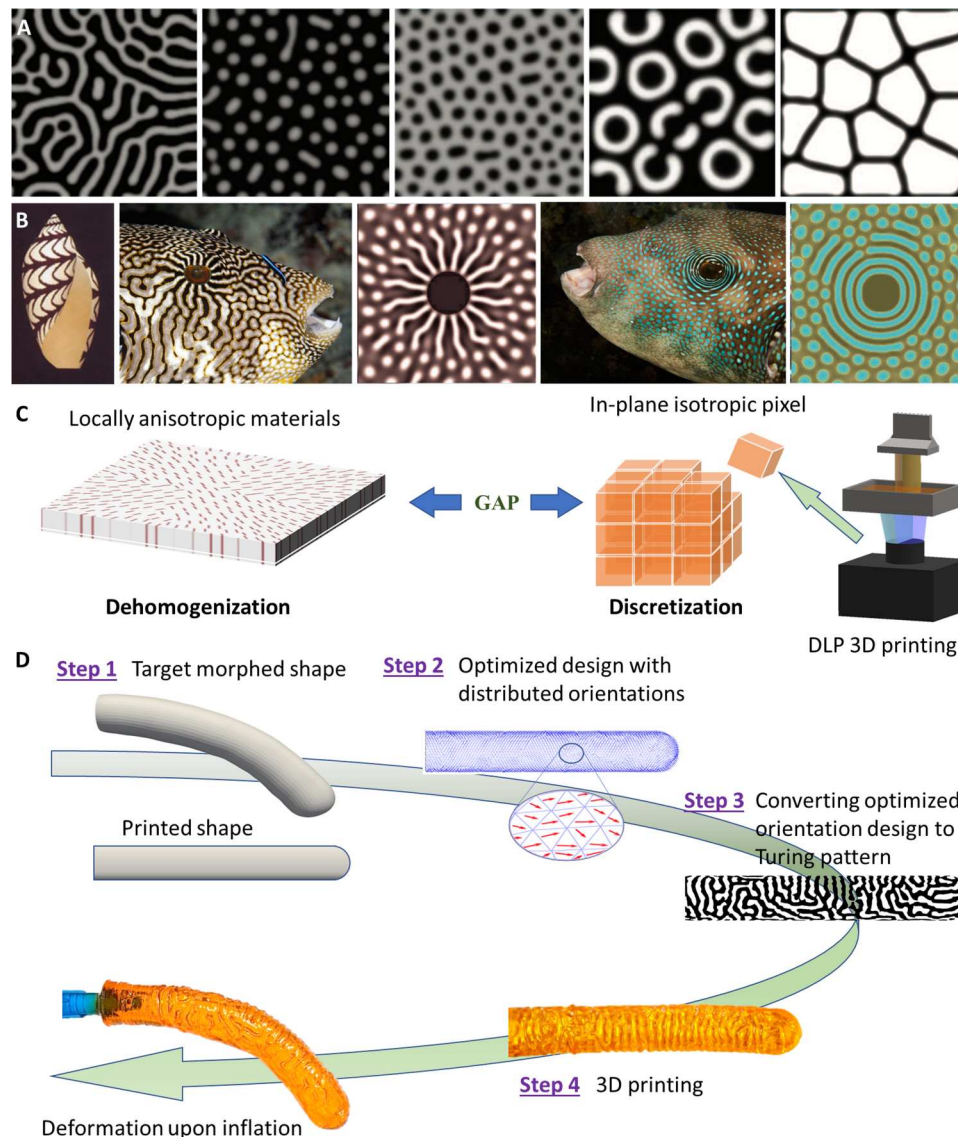 A
B
C
Locally anisotropic materials
In-plane isotropic pixel
GAP
Dehomogenization
Discretization
DLP 3D printing
D
Step 1 Target morphed shape
Step 2 Optimized design with
distributed orientations
Printed shape
Step 3 Converting optimized
orientation design to
Turing pattern
Step 4 3D printing
Deformation upon inflation